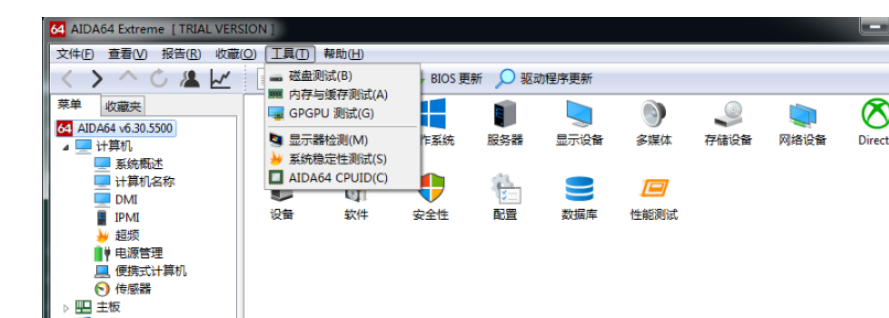 64 AIDA64 Extreme [ TRIAL VERSION ]
文件(F) 查看(V) 报告(R) 收藏(O) 工具(T) 帮助(H)
BIOS 更新 驱动程序更新
菜单 收藏夹
磁盘测试(B)
内存与缓存测试(A)
GPGPU 测试(G)
显示器检测(M)
系统稳定性测试(S)
AIDA64 CPUID(C)
64 AIDA64 v6.30.5500
计算机
系统概述
计算机名称
DMI
IPMI
超频
电源管理
便携式计算机
传感器
主板
作系统 服务器 显示设备 多媒体 存储设备 网络设备 Direct
设备 软件 安全性 配置 数据库 性能测试